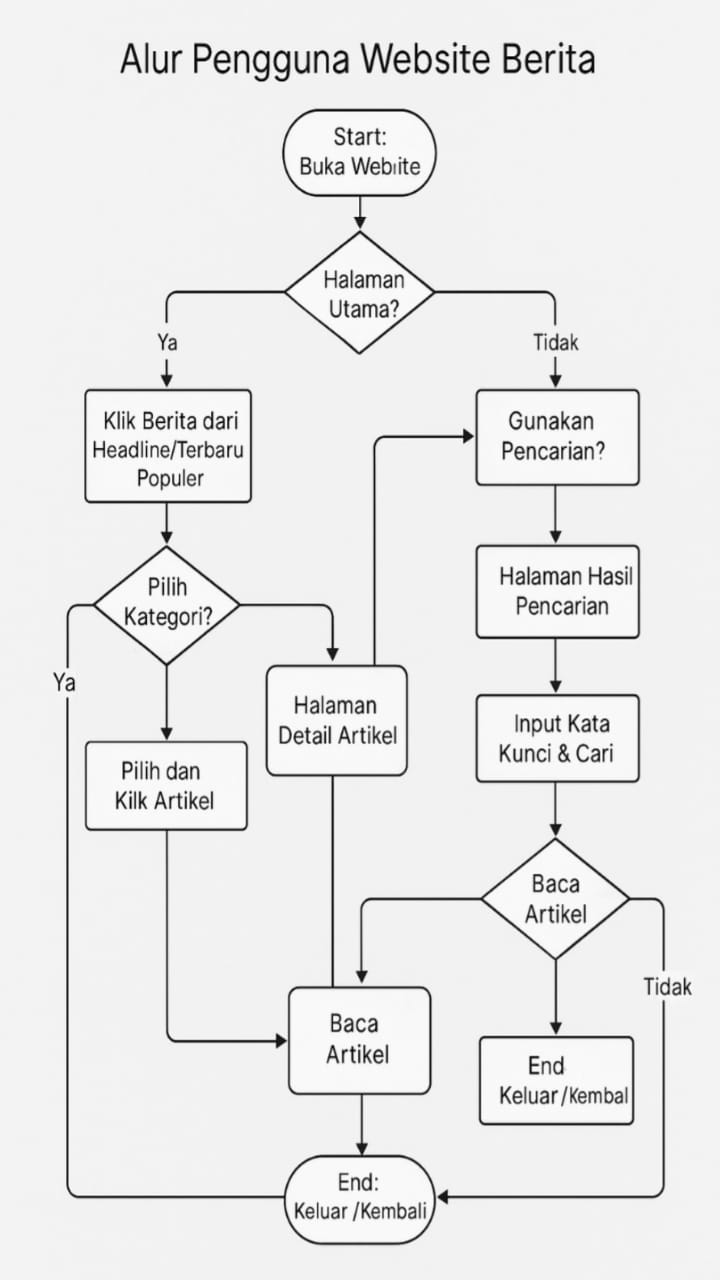 Alur Pengguna Website Berita
Start:
Buka Webiite
Halaman
Utama?
Ya
Tidak
Klik Berita dari
Headline/Terbaru
Populer
Gunakan
Pencarian?
Pilih
Kategori?
Halaman Hasil
Pencarian
Ya
Halaman
Detail Artikel
Input Kata
Kunci & Cari
Pilih dan
Kilk Artikel
Baca
Artikel
Tidak
Baca
Artikel
End
Keluar /Kembal
End:
Keluar /Kembali